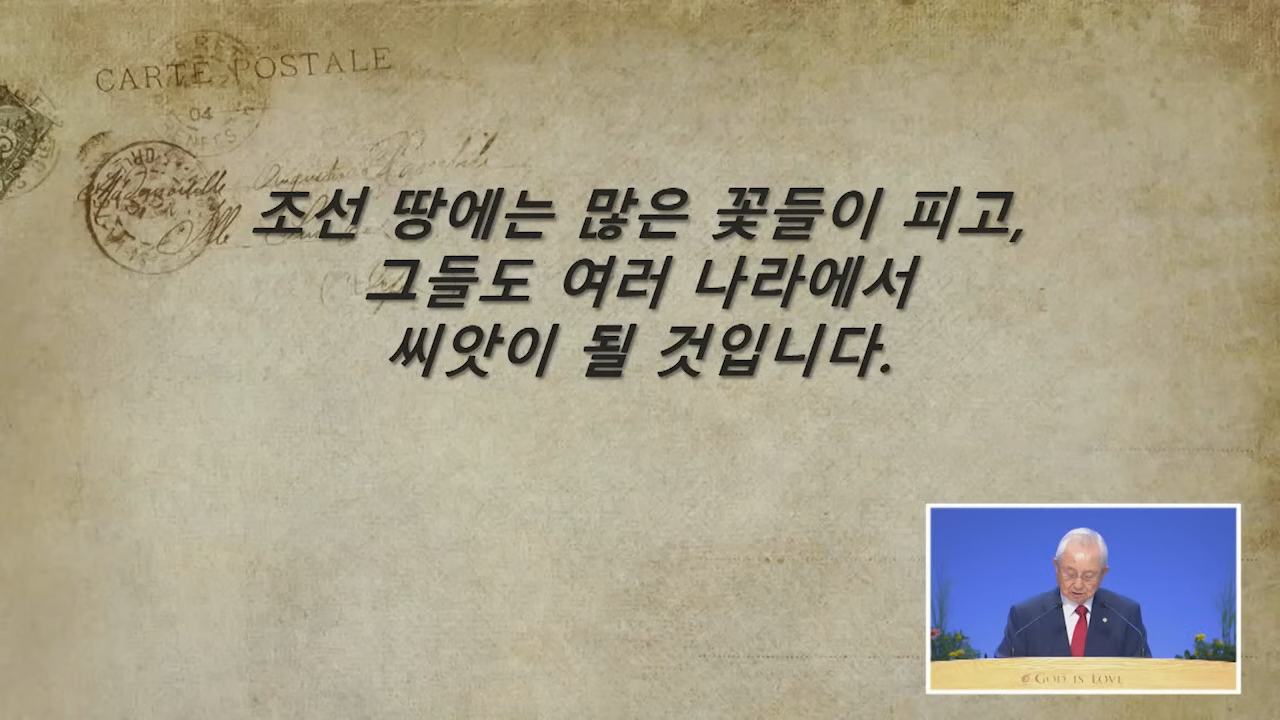 CARTE POSTALE
04
조선 땅에는 많은 꽃들이 피고,
그들도 여러 나라에서
씨앗이 될 것입니다.
GOD IS LOVE